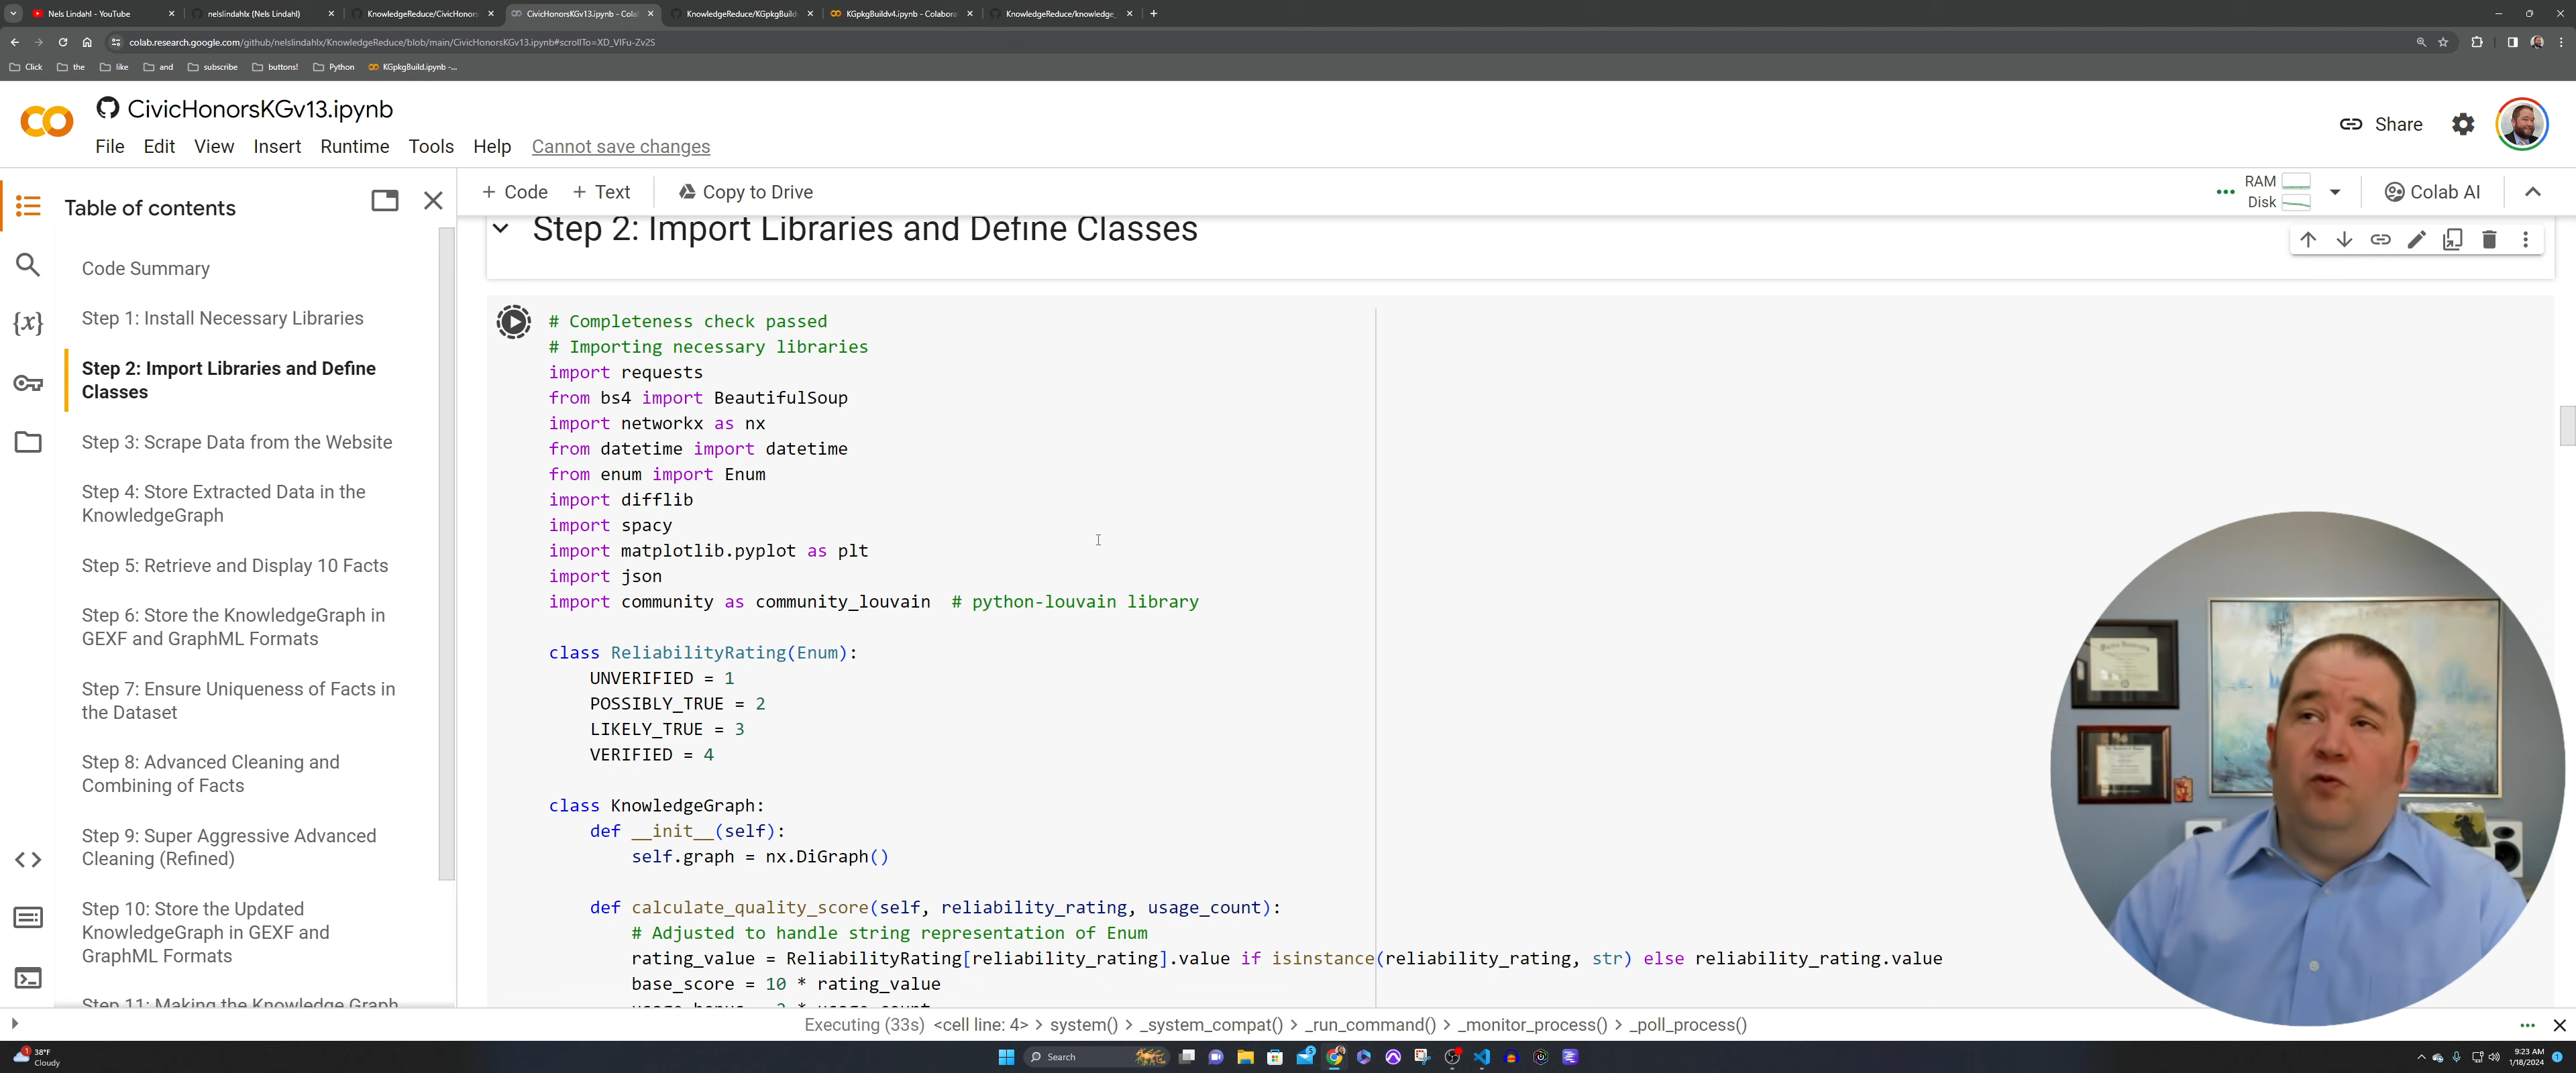 Nels Lindahl - YouTube
nelslindahlx (Nels Lindahl)
KnowledgeReduce/CivicHonors
CivicHonorsKGv13.ipynb - Colab
KnowledgeReduce/KGpkgBuild
KGpkgBuildv4.ipynb - Colabora
KnowledgeReduce/knowledge_
colab.research.google.com/github/nelslindahlx/KnowledgeReduce/blob/main/CivicHonorsKGv13.ipynb#scrollTo=XD_VIFu-Zv2S
Click
the
like
and
subscribe
buttons!
Python
KGpkgBuild.ipynb -...
CivicHonorsKGv13.ipynb
File Edit View Insert Runtime Tools Help Cannot save changes
Share
Table of contents
+ Code + Text
Copy to Drive
RAM
Disk
Colab AI
Code Summary
Step 1: Install Necessary Libraries
Step 2: Import Libraries and Define
Classes
Step 3: Scrape Data from the Website
Step 4: Store Extracted Data in the
KnowledgeGraph
Step 5: Retrieve and Display 10 Facts
Step 6: Store the KnowledgeGraph in
GEXF and GraphML Formats
Step 7: Ensure Uniqueness of Facts in
the Dataset
Step 8: Advanced Cleaning and
Combining of Facts
Step 9: Super Aggressive Advanced
Cleaning (Refined)
Step 10: Store the Updated
KnowledgeGraph in GEXF and
GraphML Formats
Step 11: Making the Knowledge Graph
Step 2: Import Libraries and Define Classes
# Completeness check passed
# Importing necessary libraries
import requests
from bs4 import BeautifulSoup
import networkx as nx
from datetime import datetime
from enum import Enum
import difflib
import spacy
import matplotlib.pyplot as plt
import json
import community as community_louvain # python-louvain library
class ReliabilityRating(Enum):
UNVERIFIED = 1
POSSIBLY_TRUE = 2
LIKELY_TRUE = 3
VERIFIED = 4
class KnowledgeGraph:
def __init__(self):
self.graph = nx.DiGraph()
def calculate_quality_score(self, reliability_rating, usage_count):
# Adjusted to handle string representation of Enum
rating_value = ReliabilityRating[reliability_rating].value if isinstance(reliability_rating, str) else reliability_rating.value
base_score = 10 * rating_value
Executing (33s) <cell line: 4> > system() > _system_compat() > _run_command() > _monitor_process() > _poll_process()
38°F
Cloudy
Search
9:23 AM
1/18/2024